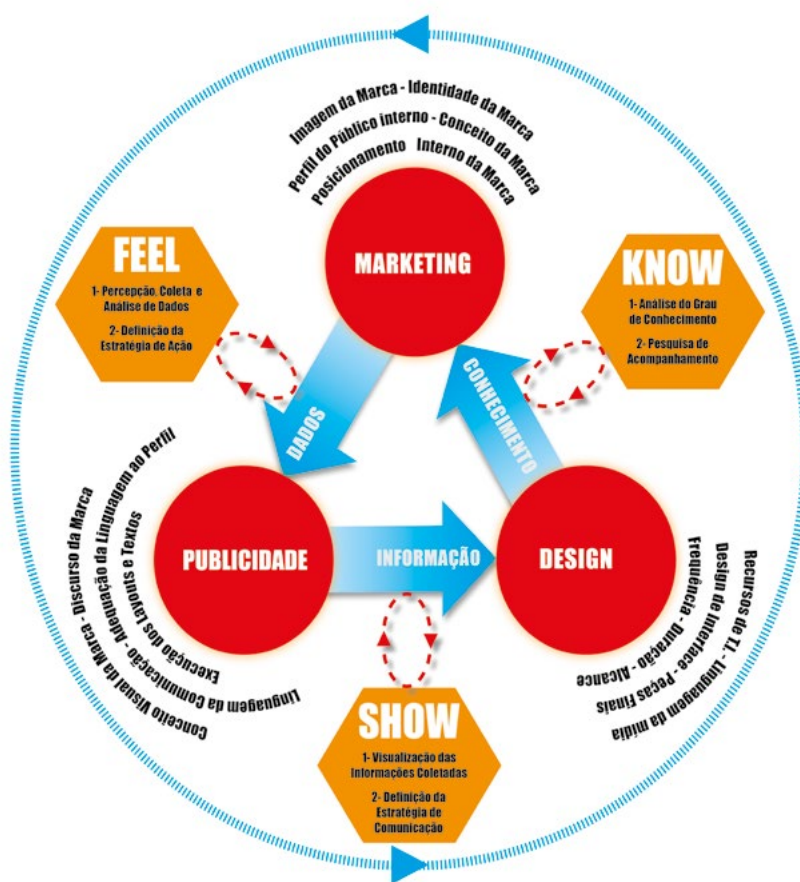 Imagem da Marca - Identidade da Marca
Perfil do Público interno - Conceito da Marca
Posicionamento Interno da Marca
MARKETING
FEEL
1- Percepção, Coleta e
Análise de Dados
2- Definição da
Estratégia de Ação
KNOW
1- Análise do Grau
de Conhecimento
2- Pesquisa de
Acompanhamento
DADOS
CONHECIMENTO
PUBLICIDADE
INFORMAÇÃO
DESIGN
Conceito Visual da Marca - Discurso da Marca
Linguagem da Comunicação - Adequação da Linguagem ao Perfil
Execução dos Layouts e Textos
Recursos de T.I. - Linguagem da mídia
Design de Interface - Peças Finais
Frequência - Duração - Alcance
SHOW
1- Visualização das
Informações Coletadas
2- Definição da
Estratégia de
Comunicação